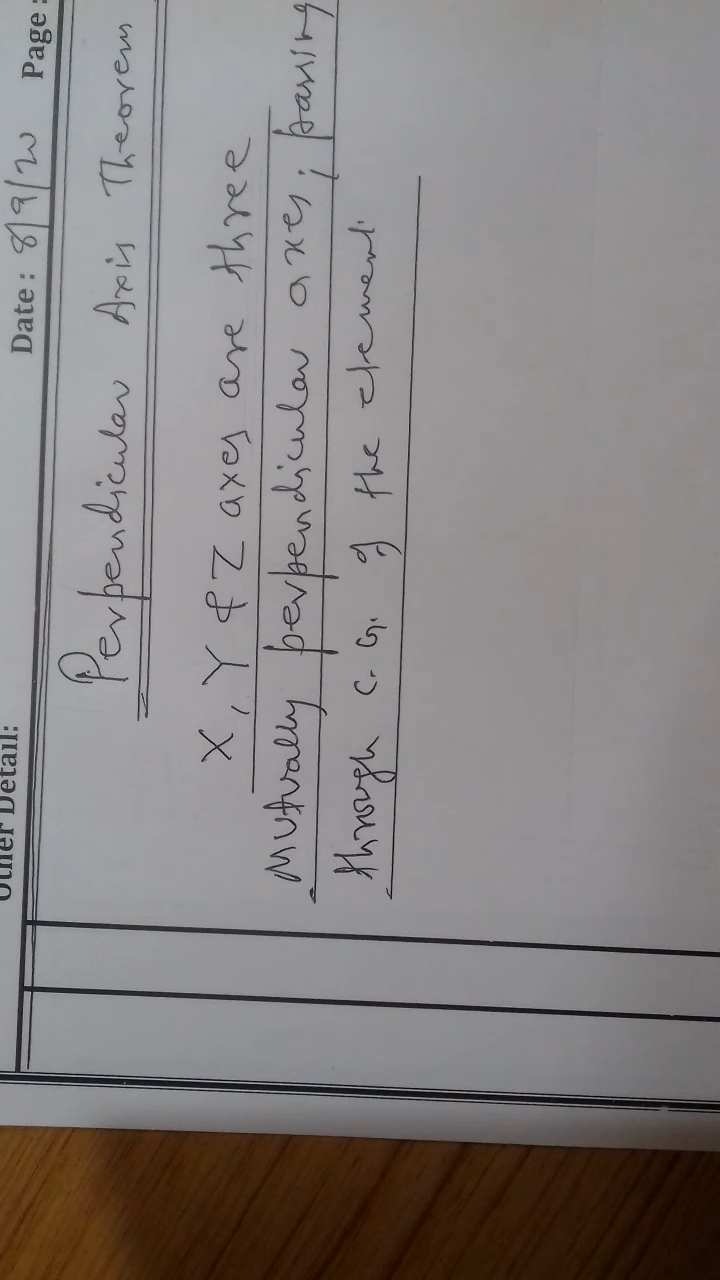 Other Detail:
Date : 8/9/20 Page :
Perpendicular Axis Theorem
X, Y & Z axes are three
Mutually perpendicular axes, passing
through C.G. of the element.